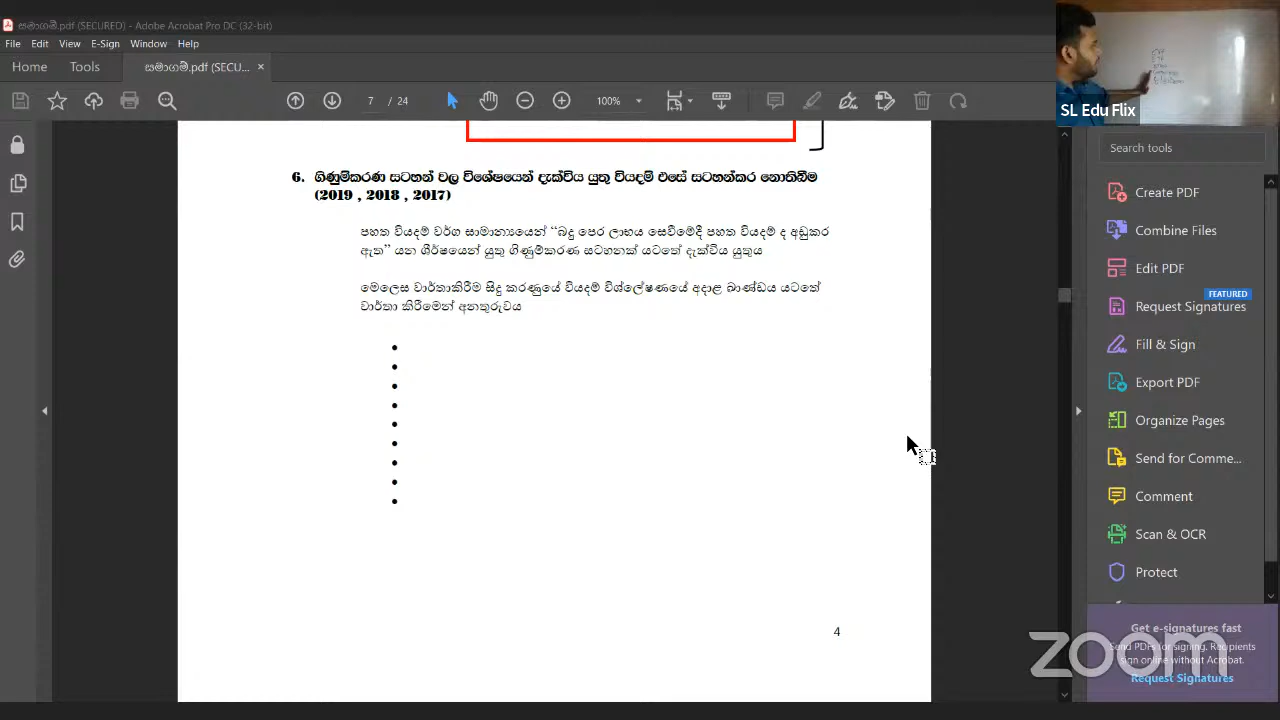 සමාගම්.pdf (SECURED) - Adobe Acrobat Pro DC (32-bit)
File Edit View E-Sign Window Help
Home Tools සමාගම්.pdf (SECU... ×
7 / 24 100%
SL Edu Flix
6. ගිණුම්කරණ සටහන් වල විශේෂයෙන් දැක්විය යුතු වියදම් එසේ සටහන්කර නොතිබීම
(2019 , 2018 , 2017)
පහත වියදම් වර්ග සාමාන්‍යයෙන් “බදු පෙර ලාභය සෙවීමේදී පහත වියදම් ද අඩුකර
ඇත” යන ශීර්ෂයෙන් යුතු ගිණුම්කරණ සටහනක් යටතේ දැක්විය යුතුය
මෙලෙස වාර්තාකිරීම සිදු කරණුයේ වියදම් විශ්ලේෂණයේ අදාළ ඛාණ්ඩය යටතේ
වාර්තා කිරීමෙන් අනතුරුවය
4
Search tools
Create PDF
Combine Files
Edit PDF
FEATURED
Request Signatures
Fill & Sign
Export PDF
Organize Pages
Send for Comme...
Comment
Scan & OCR
Protect
Get e-signatures fast
Send PDFs for signing. Recipients
sign online without Acrobat.
Request Signatures
zoom